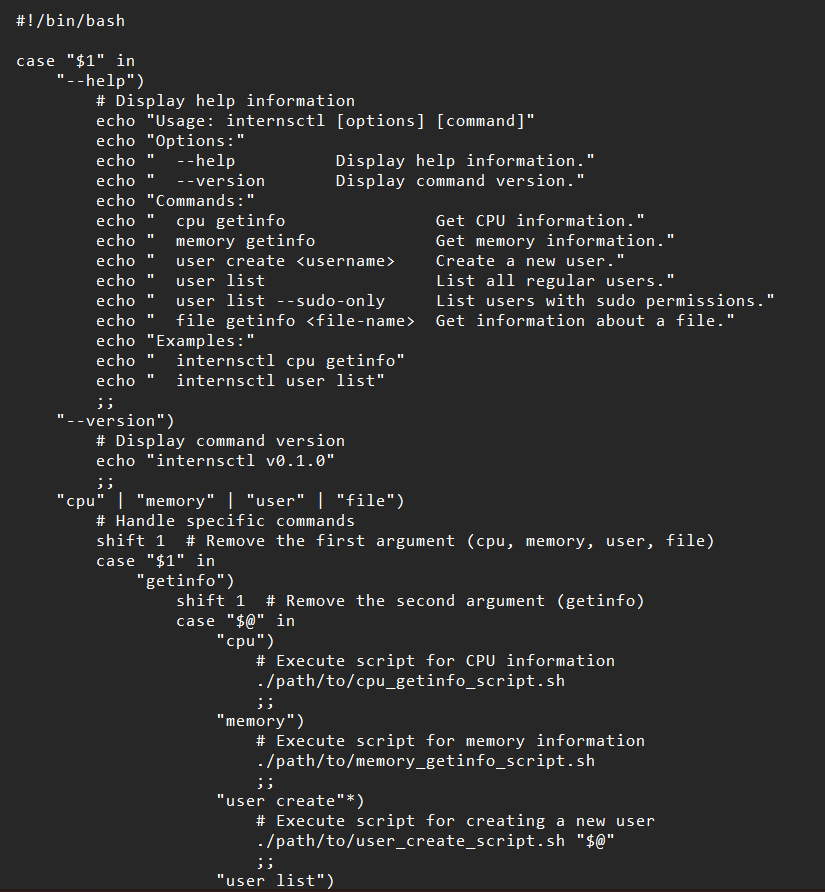 #!/bin/bash

case "$1" in
    "--help")
        # Display help information
        echo "Usage: internsctl [options] [command]"
        echo "Options:"
        echo "  --help          Display help information."
        echo "  --version       Display command version."
        echo "Commands:"
        echo "  cpu getinfo               Get CPU information."
        echo "  memory getinfo            Get memory information."
        echo "  user create <username>    Create a new user."
        echo "  user list                 List all regular users."
        echo "  user list --sudo-only     List users with sudo permissions."
        echo "  file getinfo <file-name>  Get information about a file."
        echo "Examples:"
        echo "  internsctl cpu getinfo"
        echo "  internsctl user list"
        ;;
    "--version")
        # Display command version
        echo "internsctl v0.1.0"
        ;;
    "cpu" | "memory" | "user" | "file")
        # Handle specific commands
        shift 1  # Remove the first argument (cpu, memory, user, file)
        case "$1" in
            "getinfo")
                shift 1  # Remove the second argument (getinfo)
                case "$@" in
                    "cpu")
                        # Execute script for CPU information
                        ./path/to/cpu_getinfo_script.sh
                        ;;
                    "memory")
                        # Execute script for memory information
                        ./path/to/memory_getinfo_script.sh
                        ;;
                    "user create"*)
                        # Execute script for creating a new user
                        ./path/to/user_create_script.sh "$@"
                        ;;
                    "user list")